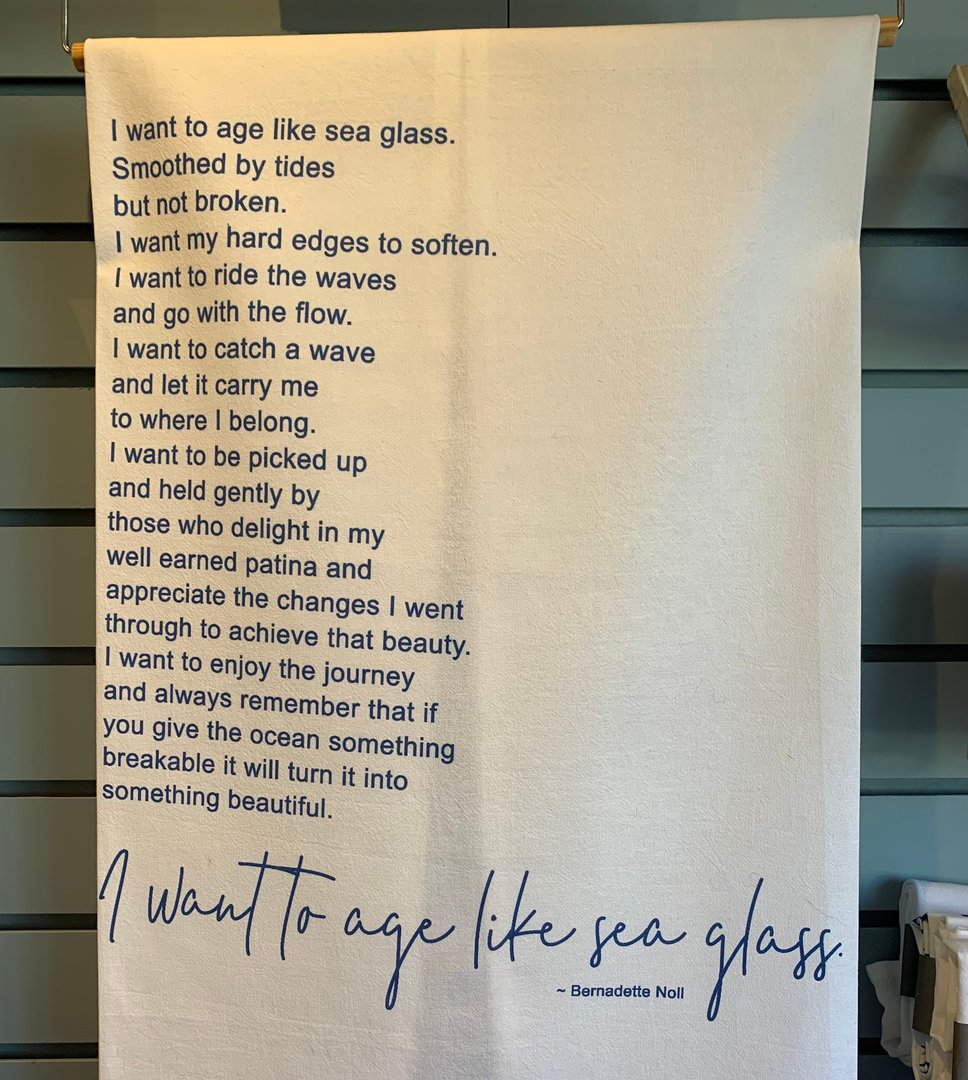 I want to age like sea glass.
Smoothed by tides
but not broken.
I want my hard edges to soften.
I want to ride the waves
and go with the flow.
I want to catch a wave
and let it carry me
to where I belong.
I want to be picked up
and held gently by
those who delight in my
well earned patina and
appreciate the changes I went
through to achieve that beauty.
I want to enjoy the journey
and always remember that if
you give the ocean something
breakable it will turn it into
something beautiful.
I want to age like sea glass.
~ Bernadette Noll